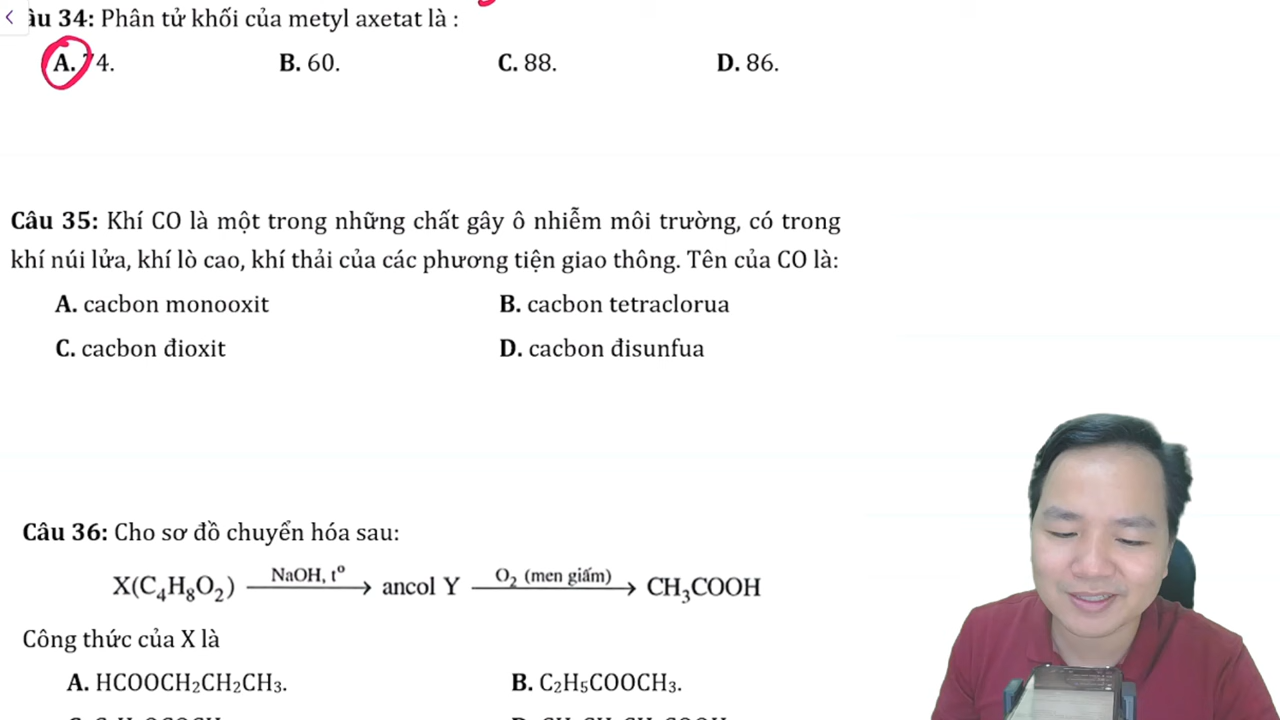 âu 34: Phân tử khối của metyl axetat là :
A. 74. B. 60. C. 88. D. 86.
Câu 35: Khí CO là một trong những chất gây ô nhiễm môi trường, có trong
khí núi lửa, khí lò cao, khí thải của các phương tiện giao thông. Tên của CO là:
A. cacbon monooxit B. cacbon tetraclorua
C. cacbon đioxit D. cacbon đisunfua
Câu 36: Cho sơ đồ chuyển hóa sau:
X(C₄H₈O₂) NaOH, t° → ancol Y O₂ (men giấm) → CH₃COOH
Công thức của X là
A. HCOOCH₂CH₂CH₃. B. C₂H₅COOCH₃.